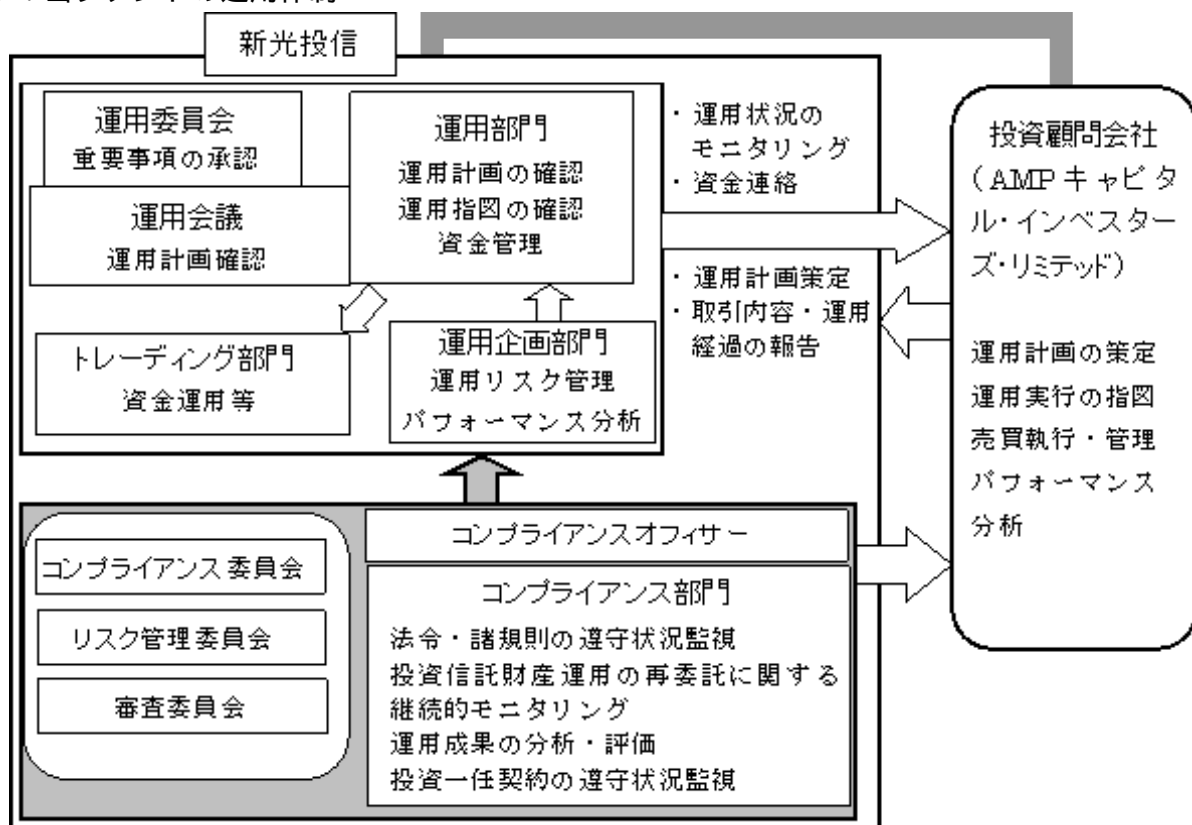 新光投信
運用委員会
重要事項の承認
運用会議
運用計画確認
運用部門
運用計画の確認
運用指図の確認
資金管理
トレーディング部門
資金運用等
運用企画部門
運用リスク管理
パフォーマンス分析
・運用状況の
モニタリング
・資金連絡
・運用計画策定
・取引内容・運用
経過の報告
投資顧問会社
（AMPキャピタ
ル・インベスター
ズ・リミテッド）
運用計画の策定
運用実行の指図
売買執行・管理
パフォーマンス
分析
コンプライアンス委員会
リスク管理委員会
審査委員会
コンプライアンスオフィサー
コンプライアンス部門
法令・諸規則の遵守状況監視
投資信託財産運用の再委託に関する
継続的モニタリング
運用成果の分析・評価
投資一任契約の遵守状況監視